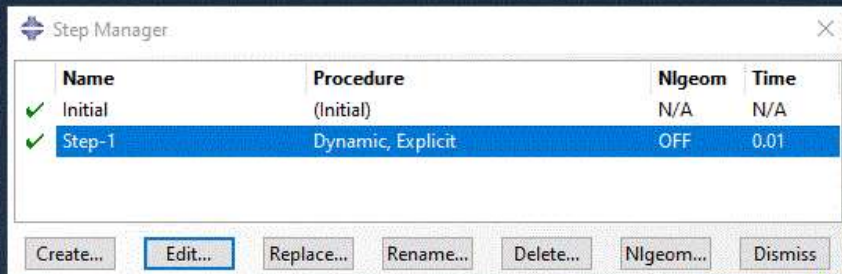 Step Manager
Name Procedure Nlgeom Time
Initial (Initial) N/A N/A
Step-1 Dynamic, Explicit OFF 0.01
Create... Edit... Replace... Rename... Delete... Nlgeom... Dismiss